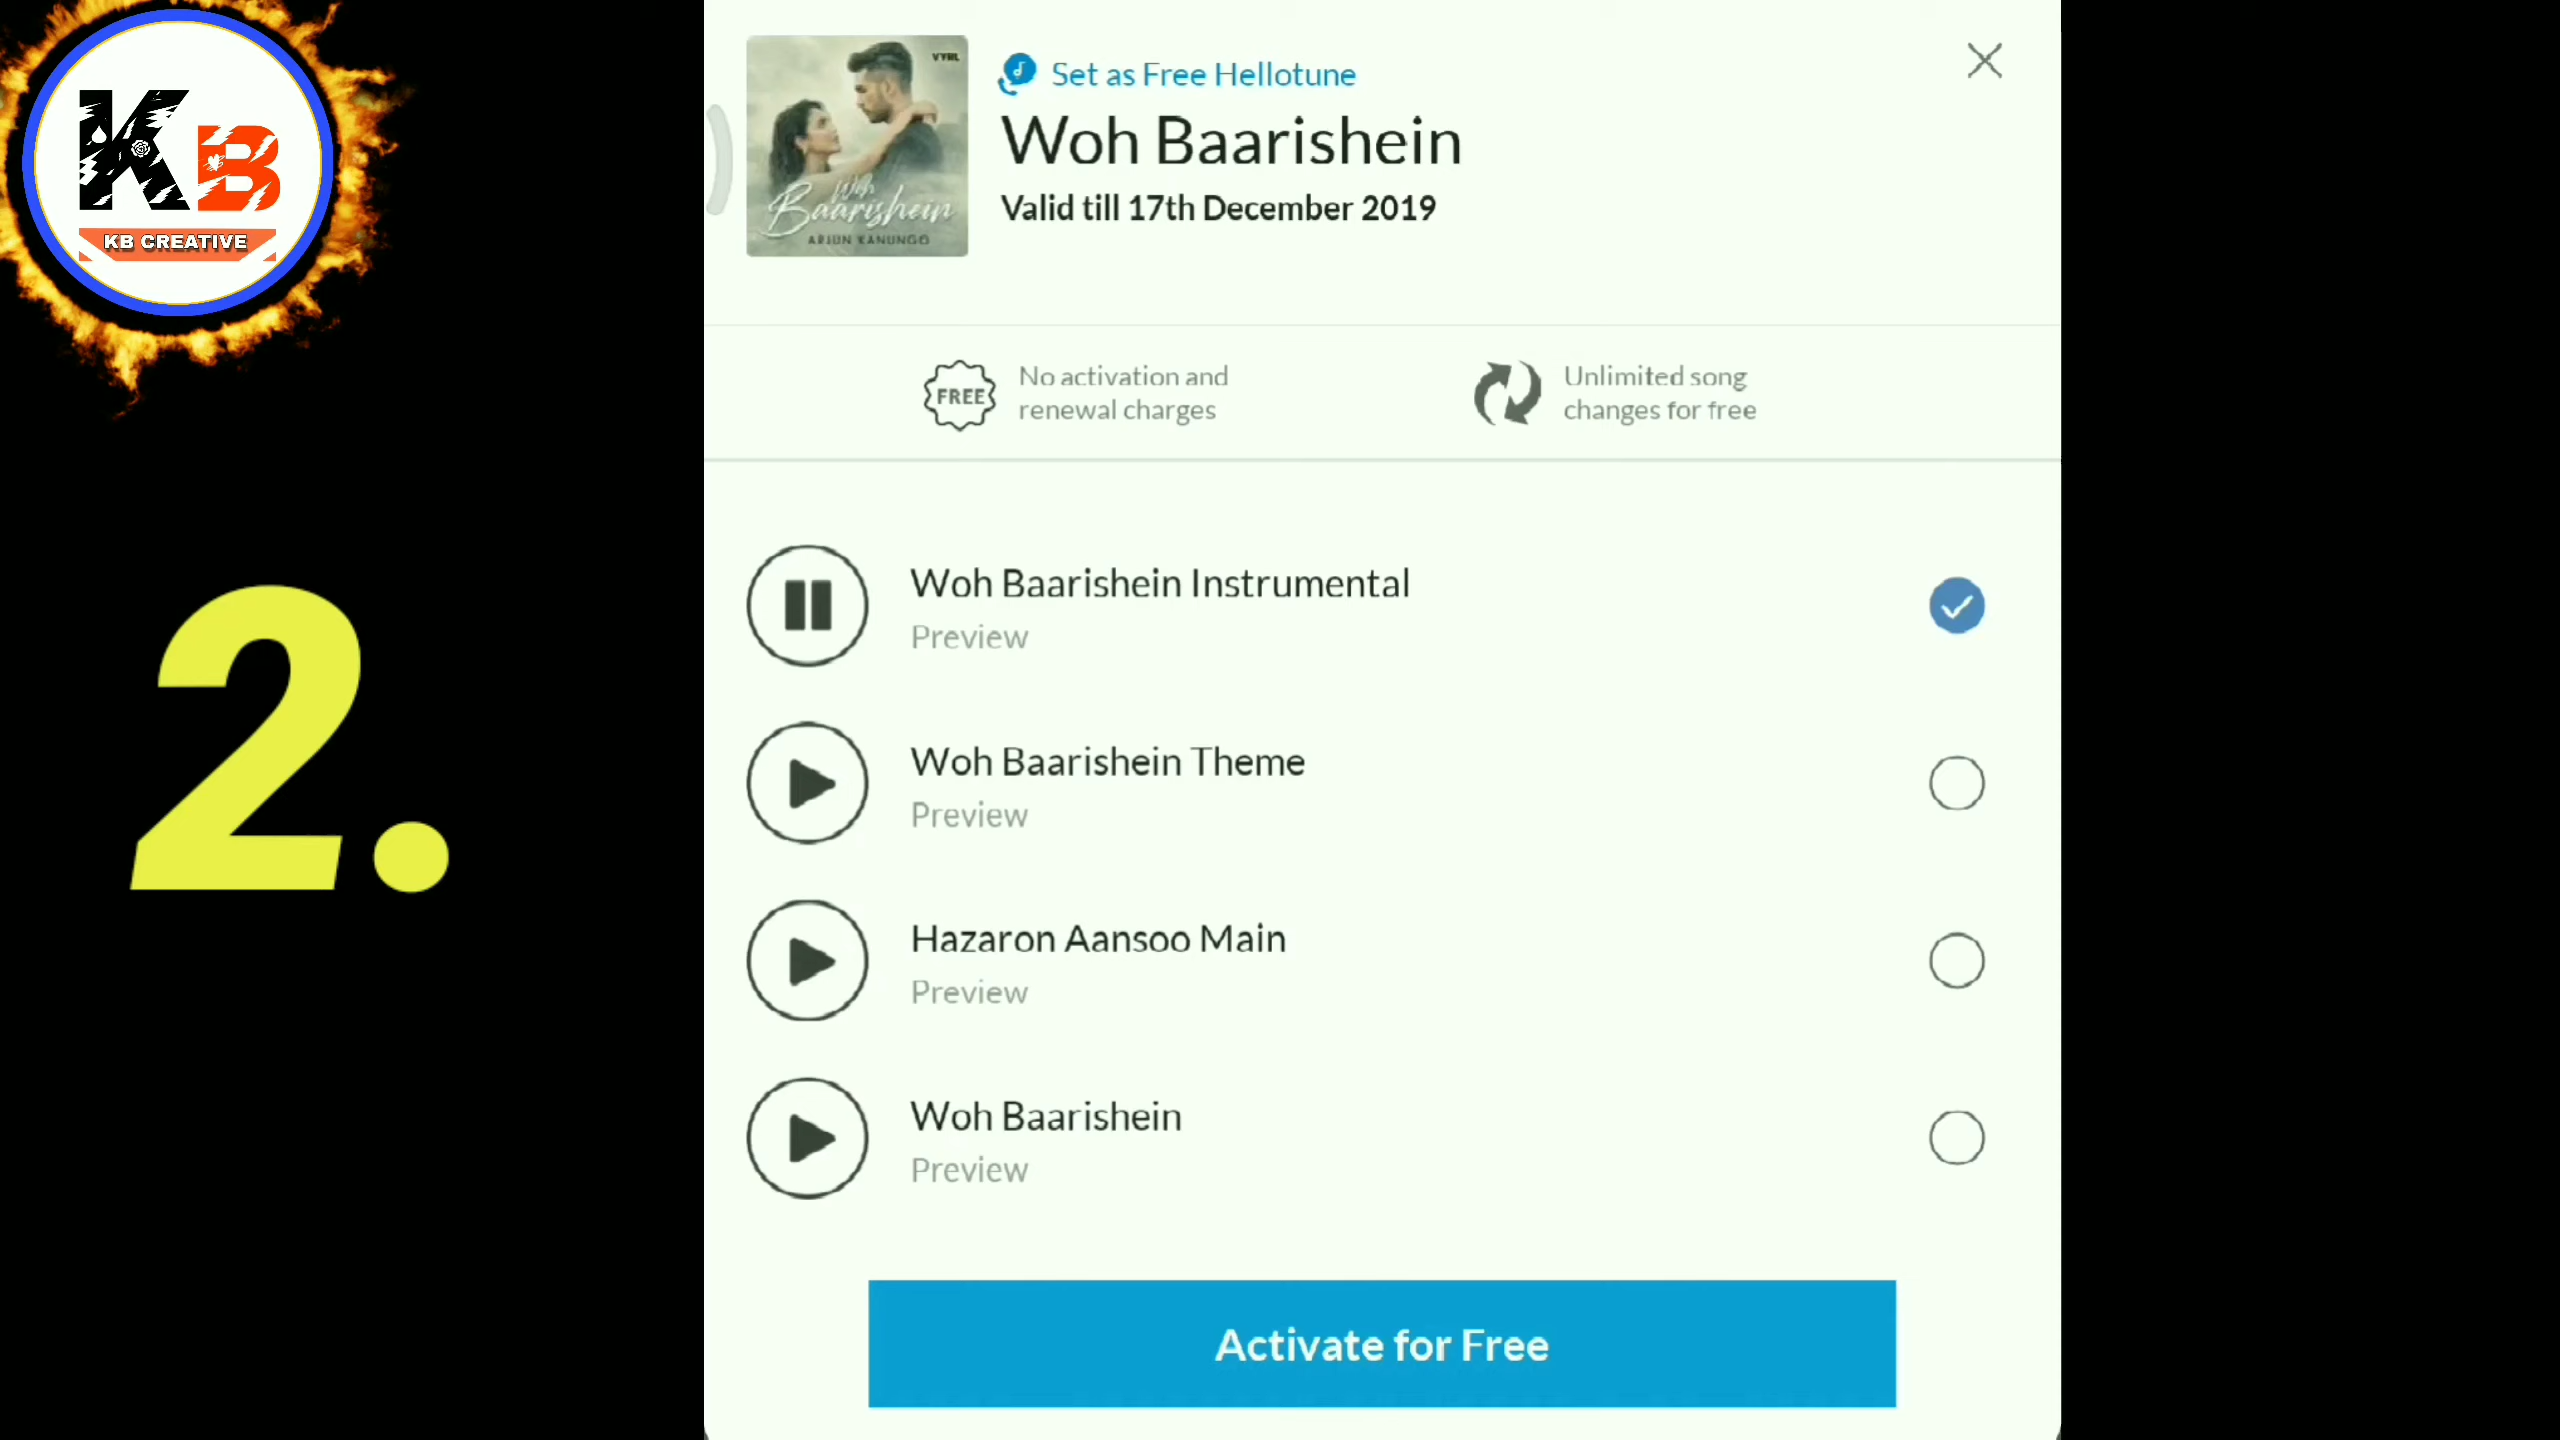 KB
KB CREATIVE
2.
VYRL
Woh
Baarishein
ARJUN KANUNGO
Set as Free Hellotune
Woh Baarishein
Valid till 17th December 2019
FREE
No activation and
renewal charges
Unlimited song
changes for free
Woh Baarishein Instrumental
Preview
Woh Baarishein Theme
Preview
Hazaron Aansoo Main
Preview
Woh Baarishein
Preview
Activate for Free